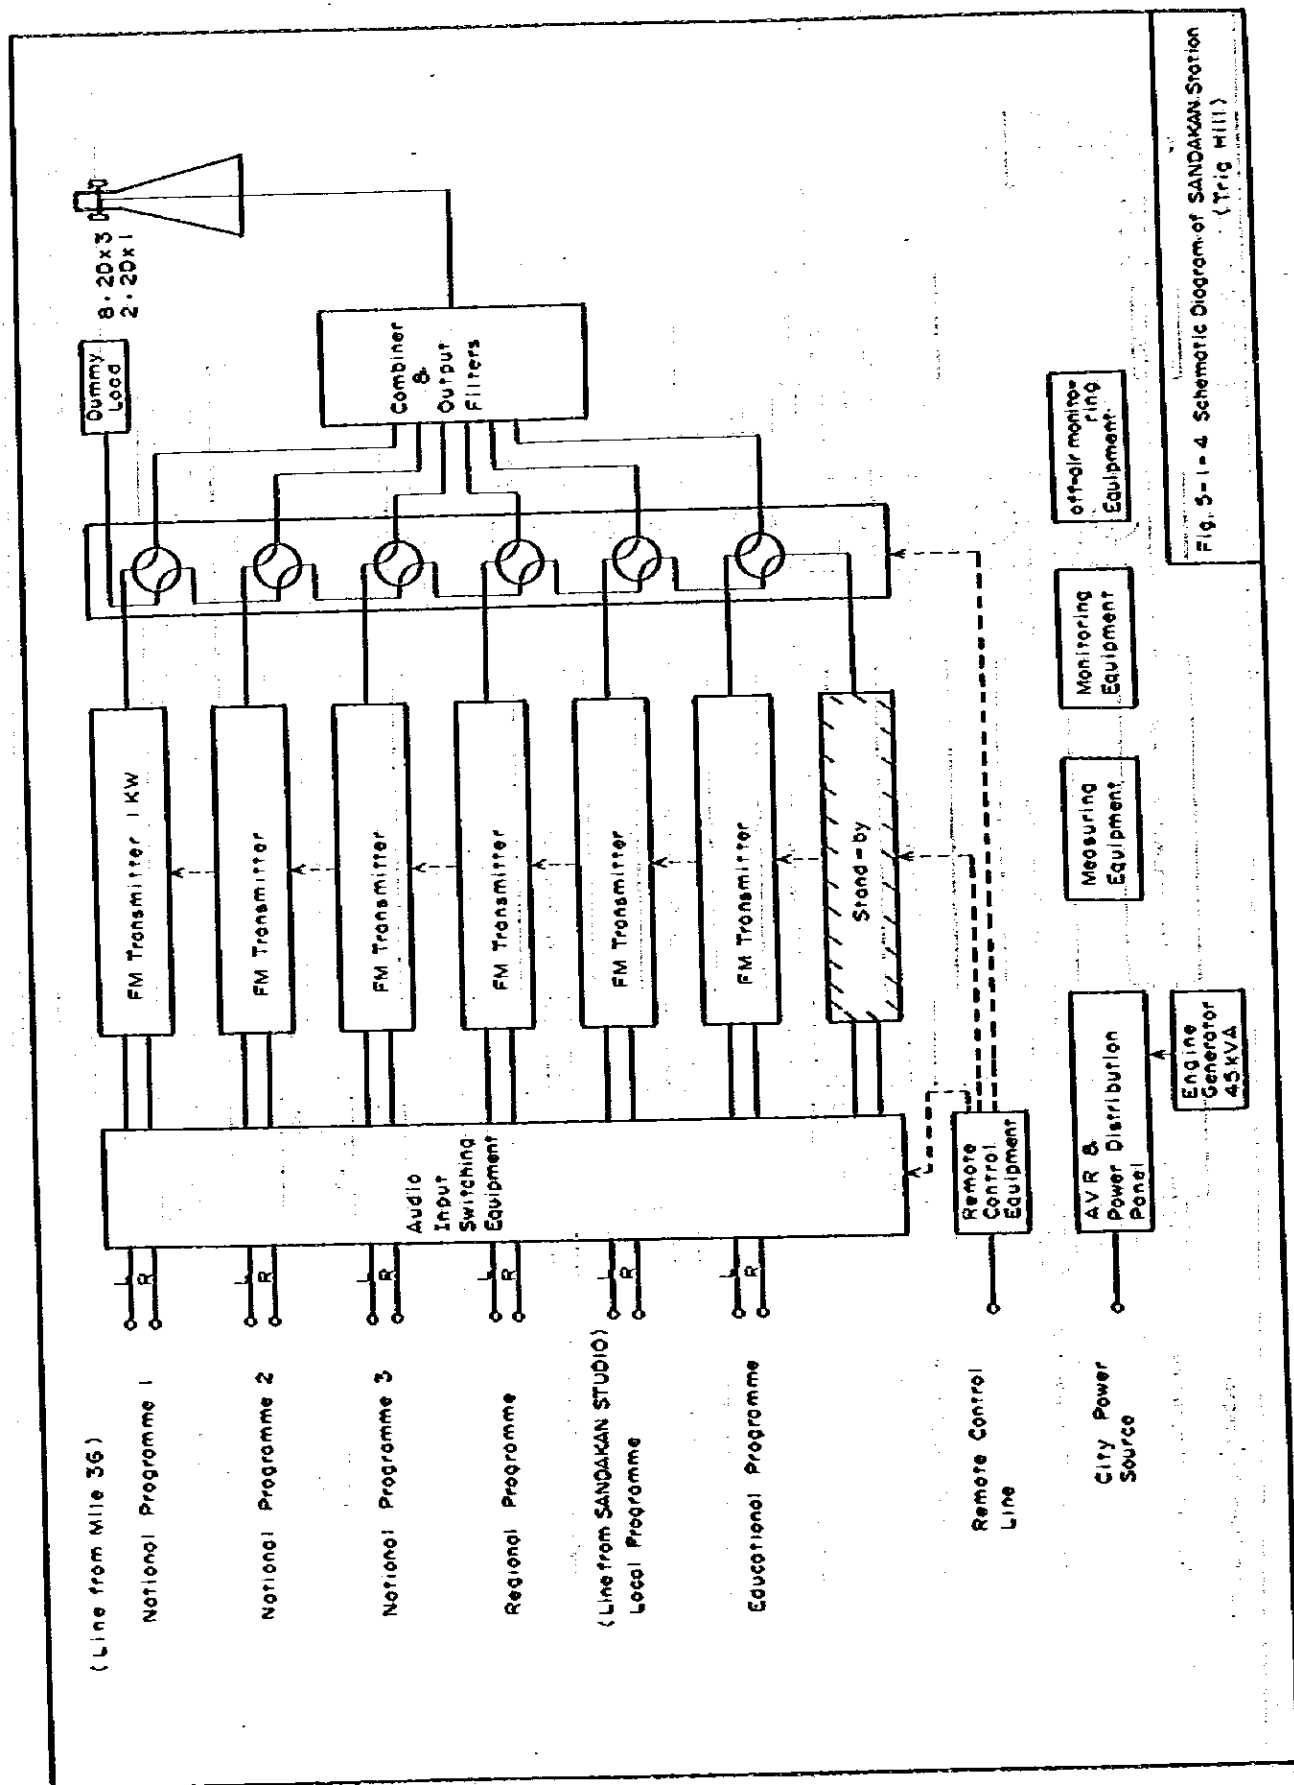 (Line from Mile 36)
National Programme 1
National Programme 2
National Programme 3
Regional Programme
(Line from SANDAKAN STUDIO)
Local Programme
Educational Programme
Remote Control
Line
City Power
Source
L
R
L
R
L
R
L
R
L
R
L
R
Audio
Input
Switching
Equipment
Remote
Control
Equipment
AVR &
Power Distribution
Panel
Engine
Generator
45kVA
FM Transmitter 1KW
FM Transmitter
FM Transmitter
FM Transmitter
FM Transmitter
FM Transmitter
Stand-by
Measuring
Equipment
Monitoring
Equipment
off-air monito-
ring
Equipment
Dummy
Load
8·2D×3
2·2D×1
Combiner
&
Output
Filters
Fig. 5-1-4 Schematic Diagram of SANDAKAN Station
(Trig Hill)